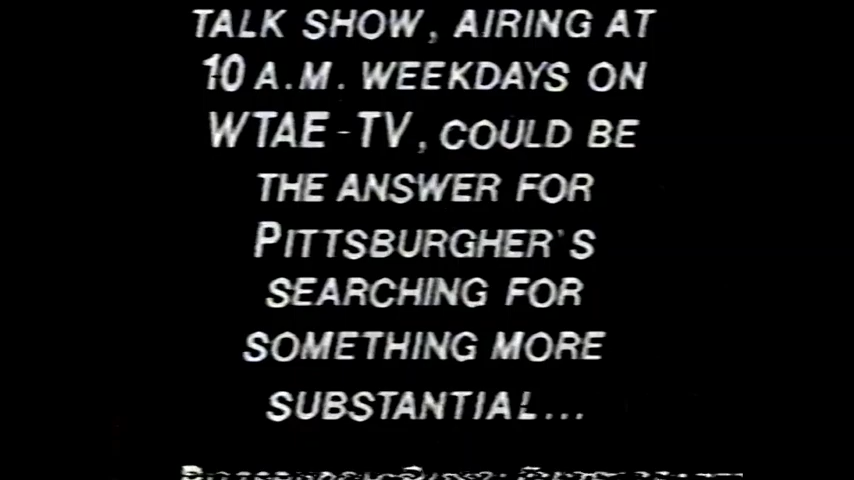 TALK SHOW, AIRING AT
10 A.M. WEEKDAYS ON
WTAE-TV, COULD BE
THE ANSWER FOR
PITTSBURGHER'S
SEARCHING FOR
SOMETHING MORE
SUBSTANTIAL...